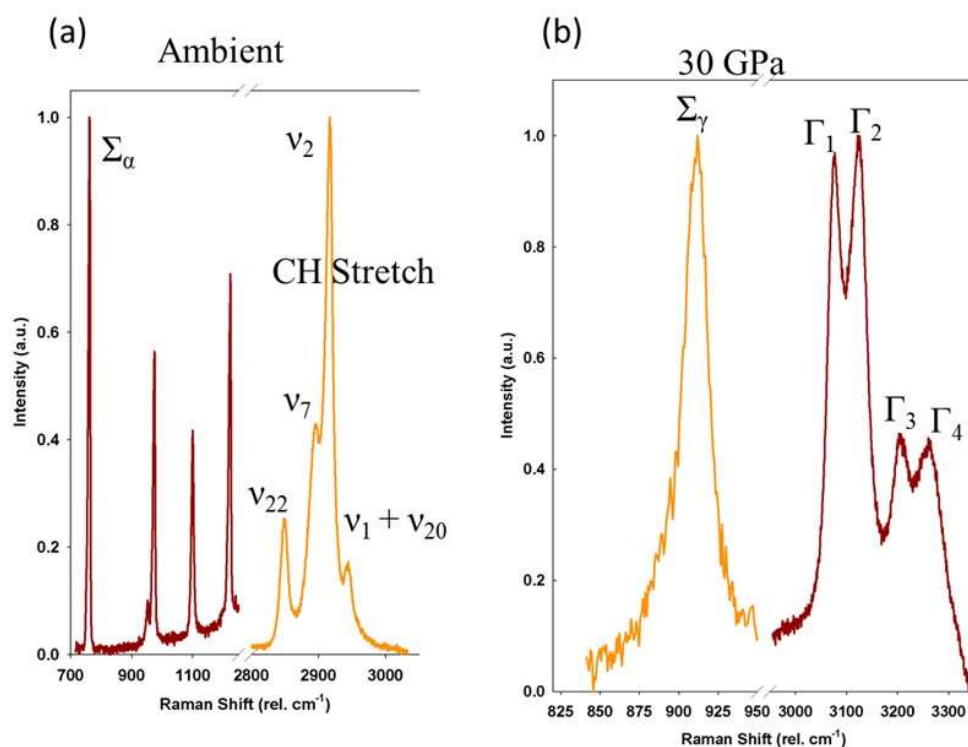 (a)
Ambient
Σα
ν2
CH Stretch
ν7
ν22
ν1 + ν20
1.0
0.8
0.6
0.4
0.2
0.0
Intensity (a.u.)
700 900 1100 2800 2900 3000
Raman Shift (rel. cm-1)
(b)
30 GPa
Σγ
Γ1
Γ2
Γ3
Γ4
1.0
0.8
0.6
0.4
0.2
0.0
Intensity (a.u.)
825 850 875 900 925 950 3000 3100 3200 3300
Raman Shift (rel. cm-1)